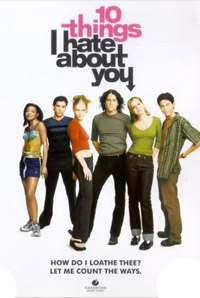 10
things
I hate
about
you
HOW DO I LOATHE THEE?
LET ME COUNT THE WAYS.